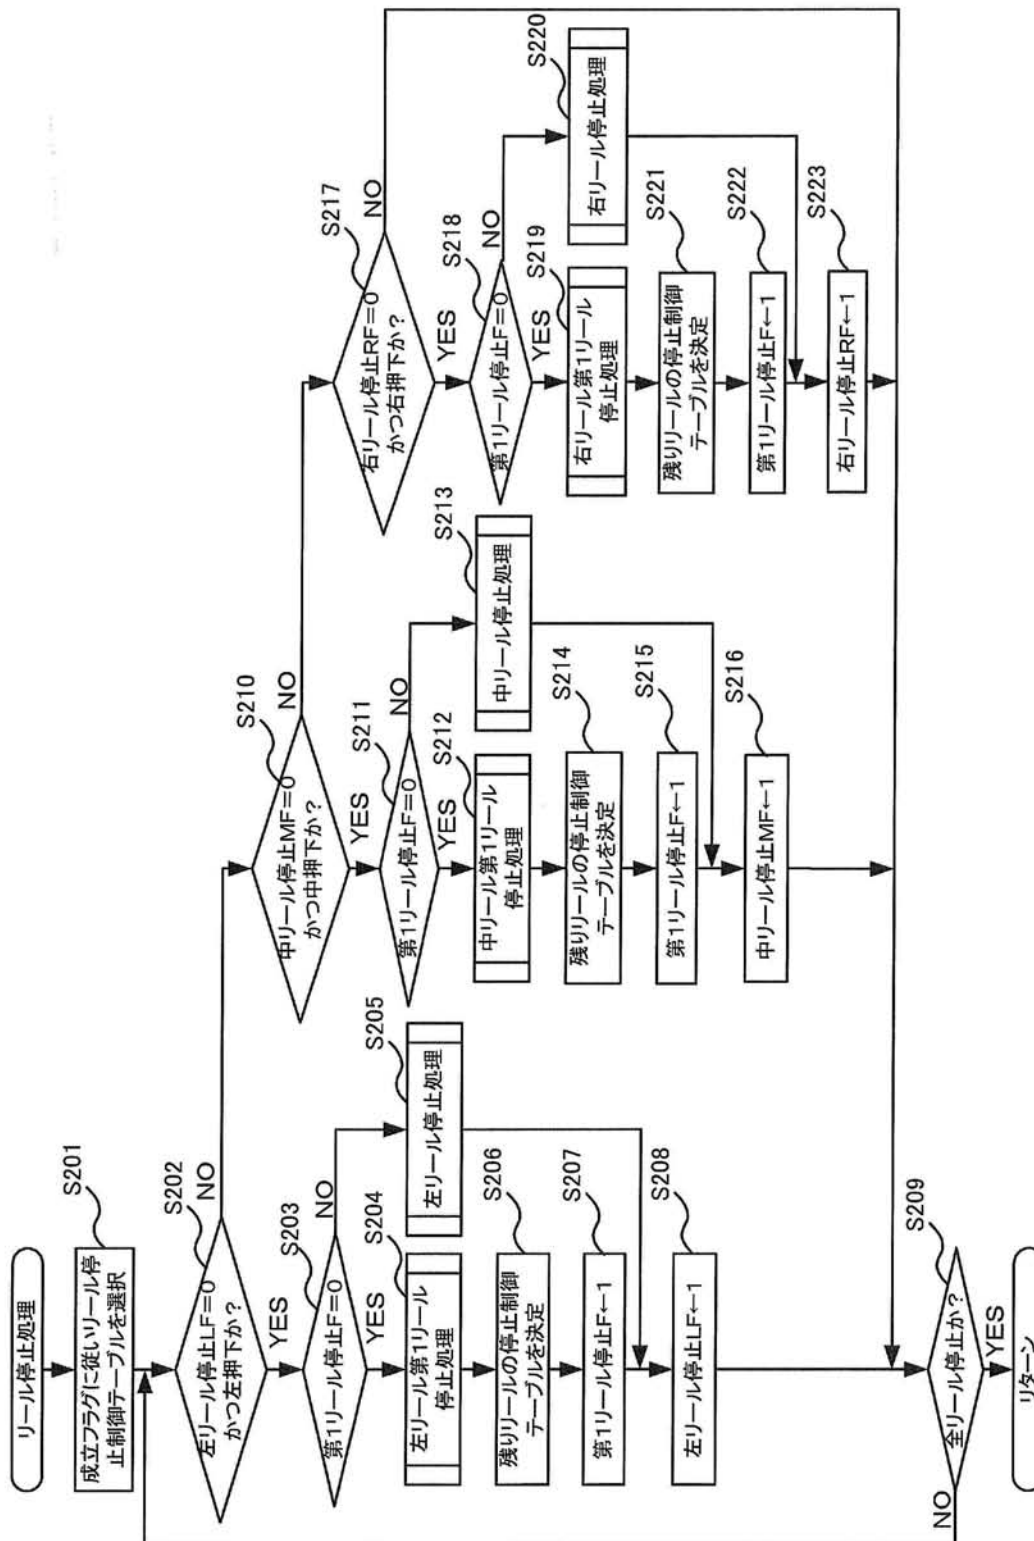 リール停止処理
S201
成立フラグに従いリール停
止制御テーブルを選択
S202
左リール停止LF=0
かつ左押下か?
NO
YES
S203
第1リール停止F=0
NO
YES
S204
左リール第1リール
停止処理
S205
左リール停止処理
S206
残りリールの停止制御
テーブルを決定
S207
第1リール停止F←1
S208
左リール停止LF←1
S209
全リール停止か?
NO
YES
リターン
S210
中リール停止MF=0
かつ中押下か?
NO
YES
S211
第1リール停止F=0
NO
YES
S212
中リール第1リール
停止処理
S213
中リール停止処理
S214
残りリールの停止制御
テーブルを決定
S215
第1リール停止F←1
S216
中リール停止MF←1
S217
右リール停止RF=0
かつ右押下か?
NO
YES
S218
第1リール停止F=0
NO
YES
S219
右リール第1リール
停止処理
S220
右リール停止処理
S221
残りリールの停止制御
テーブルを決定
S222
第1リール停止F←1
S223
右リール停止RF←1